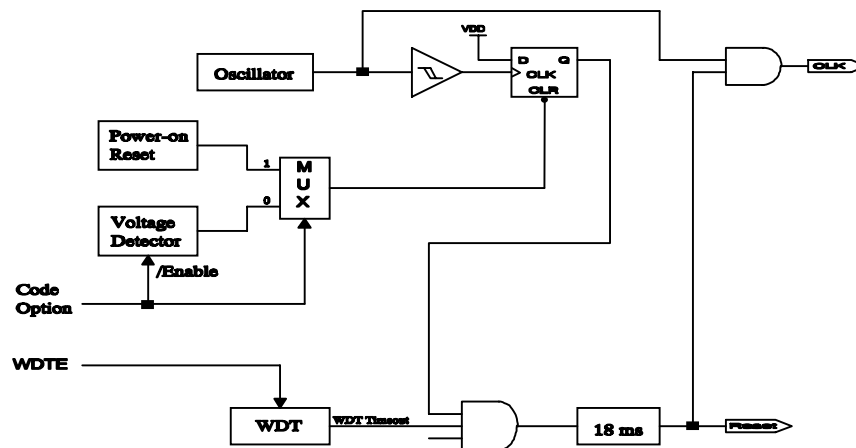 VDD
Oscillator
D Q
CLK
CLR
CLK
Power-on
Reset
1
M
U
X
0
Voltage
Detector
/Enable
Code
Option
WDTE
WDT
WDT Timeout
18 ms
Reset